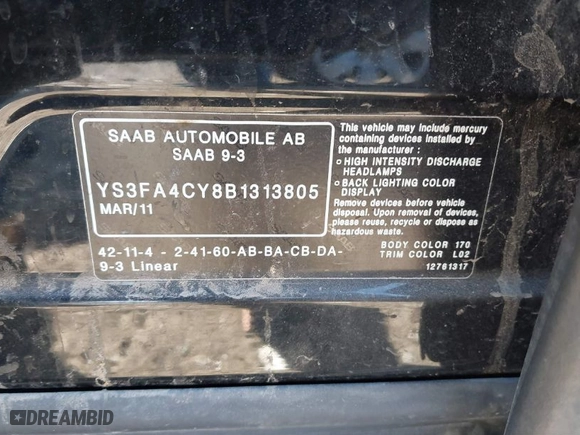 SAAB AUTOMOBILE AB
SAAB 9-3
YS3FA4CY8B1313805
MAR/11
42-11-4 - 2-41-60-AB-BA-CB-DA-
9-3 Linear
This vehicle may include mercury
containing devices installed by
the following equipment:
○ HIGH INTENSITY DISCHARGE
HEADLAMPS
○ BACK LIGHTING COLOR
DISPLAY
Remove devices before vehicle
disposal. Upon removal of devices,
please reuse, recycle or dispose as
hazardous waste.
BODY COLOR 170
TRIM COLOR L02
12761317
DREAMBID